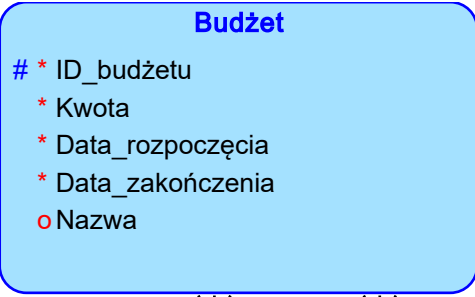 Budżet
# * ID_budżetu
* Kwota
* Data_rozpoczęcia
* Data_zakończenia
o Nazwa